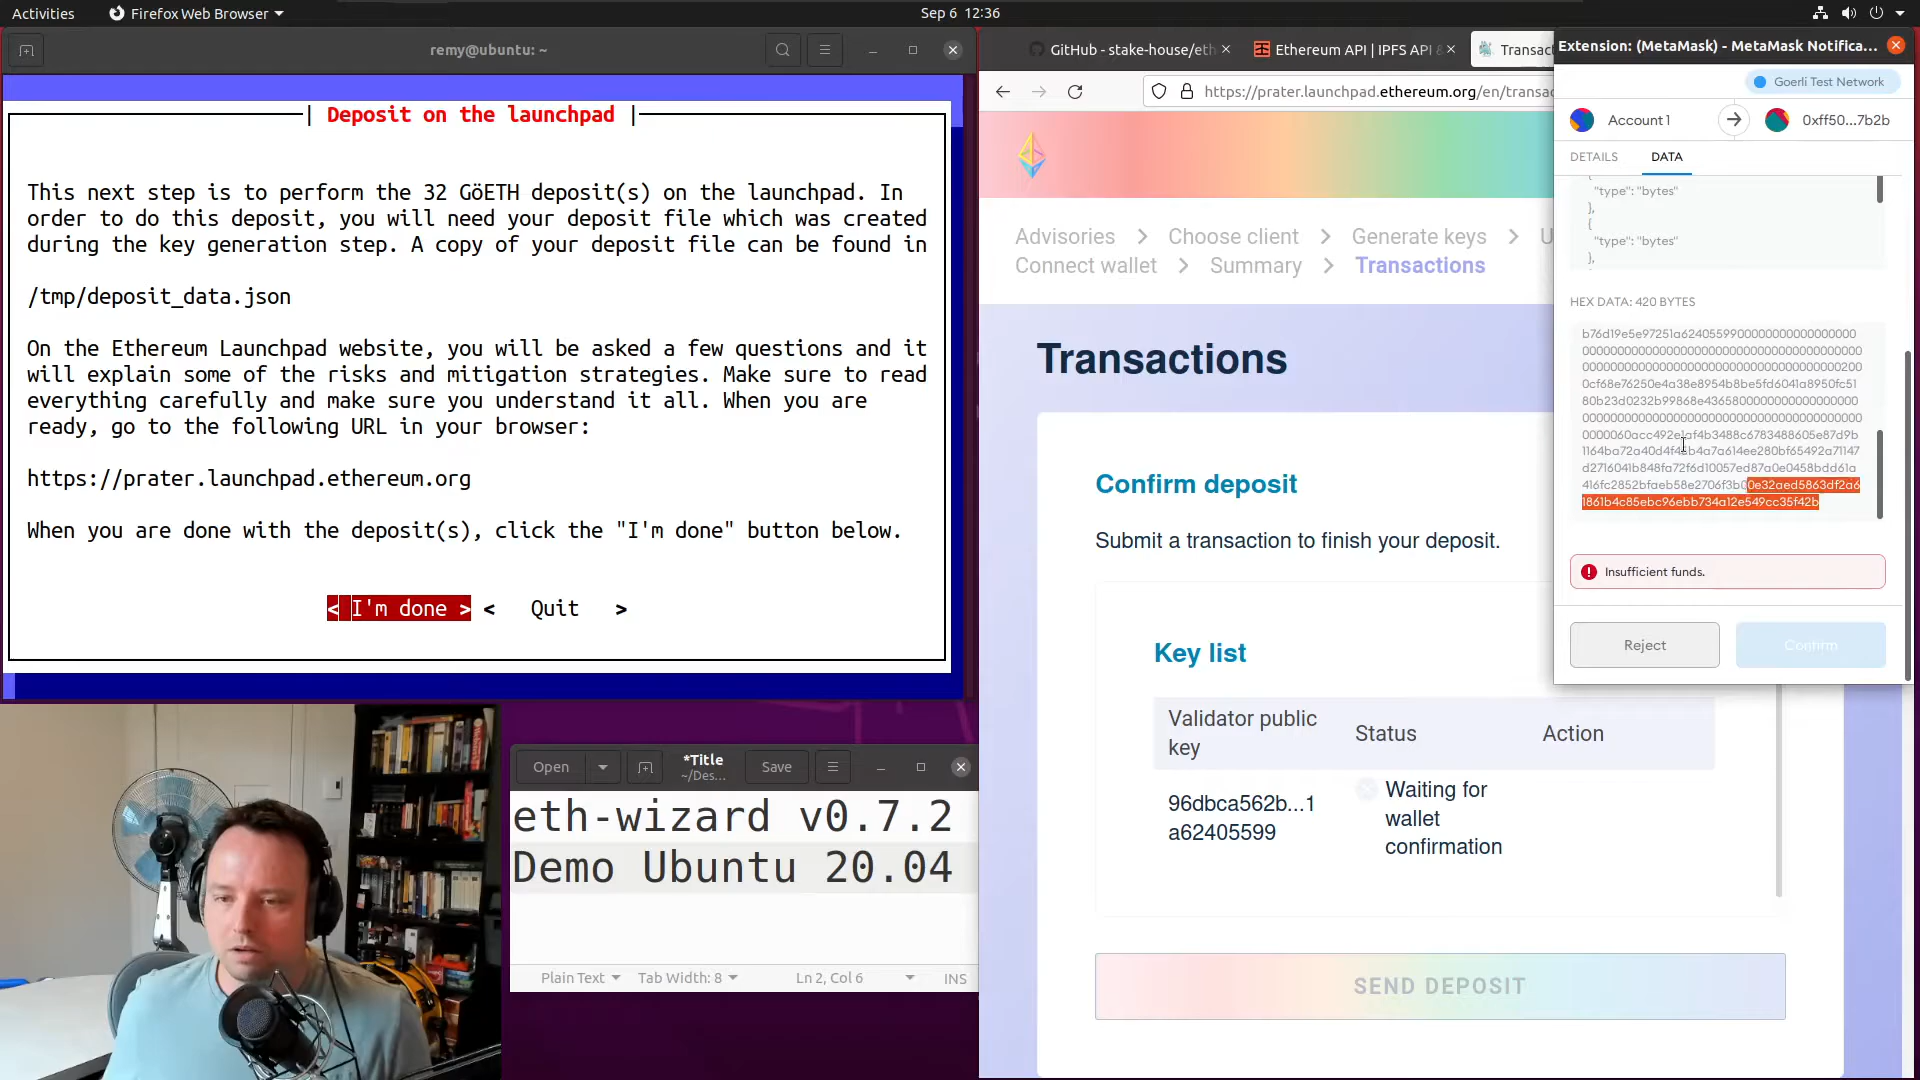 Activities
Firefox Web Browser
Sep 6 12:36
remy@ubuntu: ~
Deposit on the launchpad
This next step is to perform the 32 GöETH deposit(s) on the launchpad. In
order to do this deposit, you will need your deposit file which was created
during the key generation step. A copy of your deposit file can be found in
/tmp/deposit_data.json
On the Ethereum Launchpad website, you will be asked a few questions and it
will explain some of the risks and mitigation strategies. Make sure to read
everything carefully and make sure you understand it all. When you are
ready, go to the following URL in your browser:
https://prater.launchpad.ethereum.org
When you are done with the deposit(s), click the "I'm done" button below.
< I'm done > < Quit >
Open
*Title
~/Des...
Save
eth-wizard v0.7.2
Demo Ubuntu 20.04
Plain Text
Tab Width: 8
Ln 2, Col 6
INS
GitHub - stake-house/eth
Ethereum API | IPFS API &
Transac
https://prater.launchpad.ethereum.org/en/transac
Advisories > Choose client > Generate keys > U
Connect wallet > Summary > Transactions
Transactions
Confirm deposit
Submit a transaction to finish your deposit.
Key list
Validator public
key
Status
Action
96dbca562b...1
a62405599
Waiting for
wallet
confirmation
SEND DEPOSIT
Extension: (MetaMask) - MetaMask Notifica...
Goerli Test Network
Account 1
0xff50...7b2b
DETAILS
DATA
"type": "bytes"
},
{
"type": "bytes"
},
HEX DATA: 420 BYTES
0cf68e76250e4a38e8954b8be5fd6041a8950fc51
d2716041b848fa72f6d10057ed87a0e0458bdd61a
1861b4c85ebc96ebb734a12e549cc35f42b
Insufficient funds.
Reject
Confirm